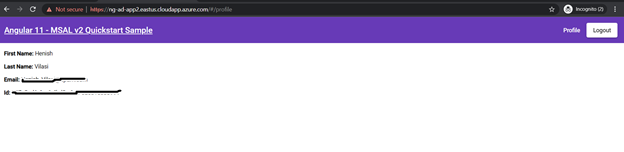 Not secure | https://ng-ad-app2.eastus.cloudapp.azure.com/#/profile Incognito (2)
Angular 11 - MSAL v2 Quickstart Sample Profile Logout
First Name: Henish
Last Name: Vilasi
Email:
Id: